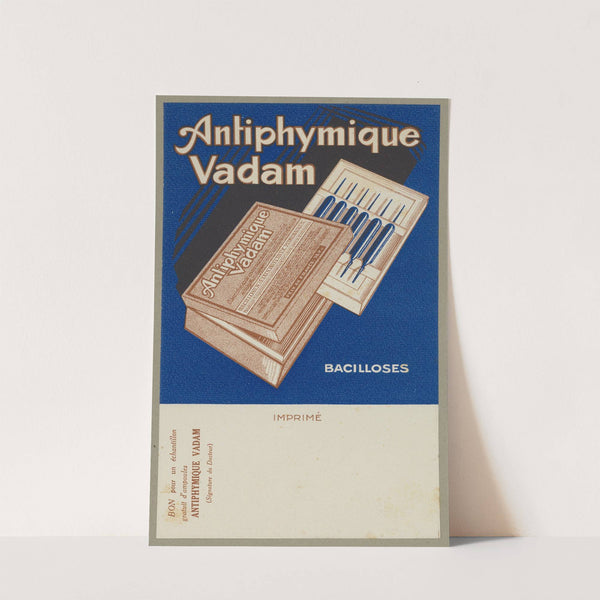 Antiphymique
Vadam
Antiphymique
Vadam
BACILLOSES
IMPRIMÉ
BON pour un échantillon
gratuit d'ampoules
ANTIPHYMIQUE VADAM
(Signature du Docteur)